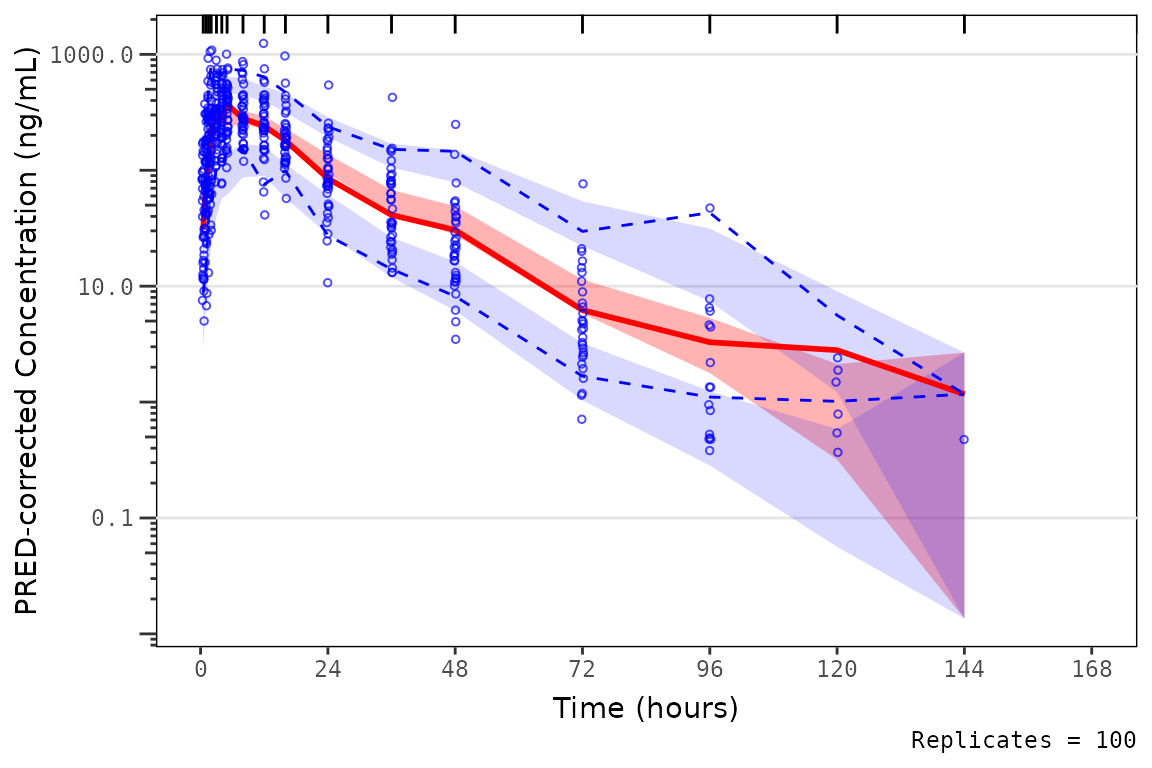 PRED-corrected Concentration (ng/mL)
1000.0
10.0
0.1
0 24 48 72 96 120 144 168
Time (hours)
Replicates = 100